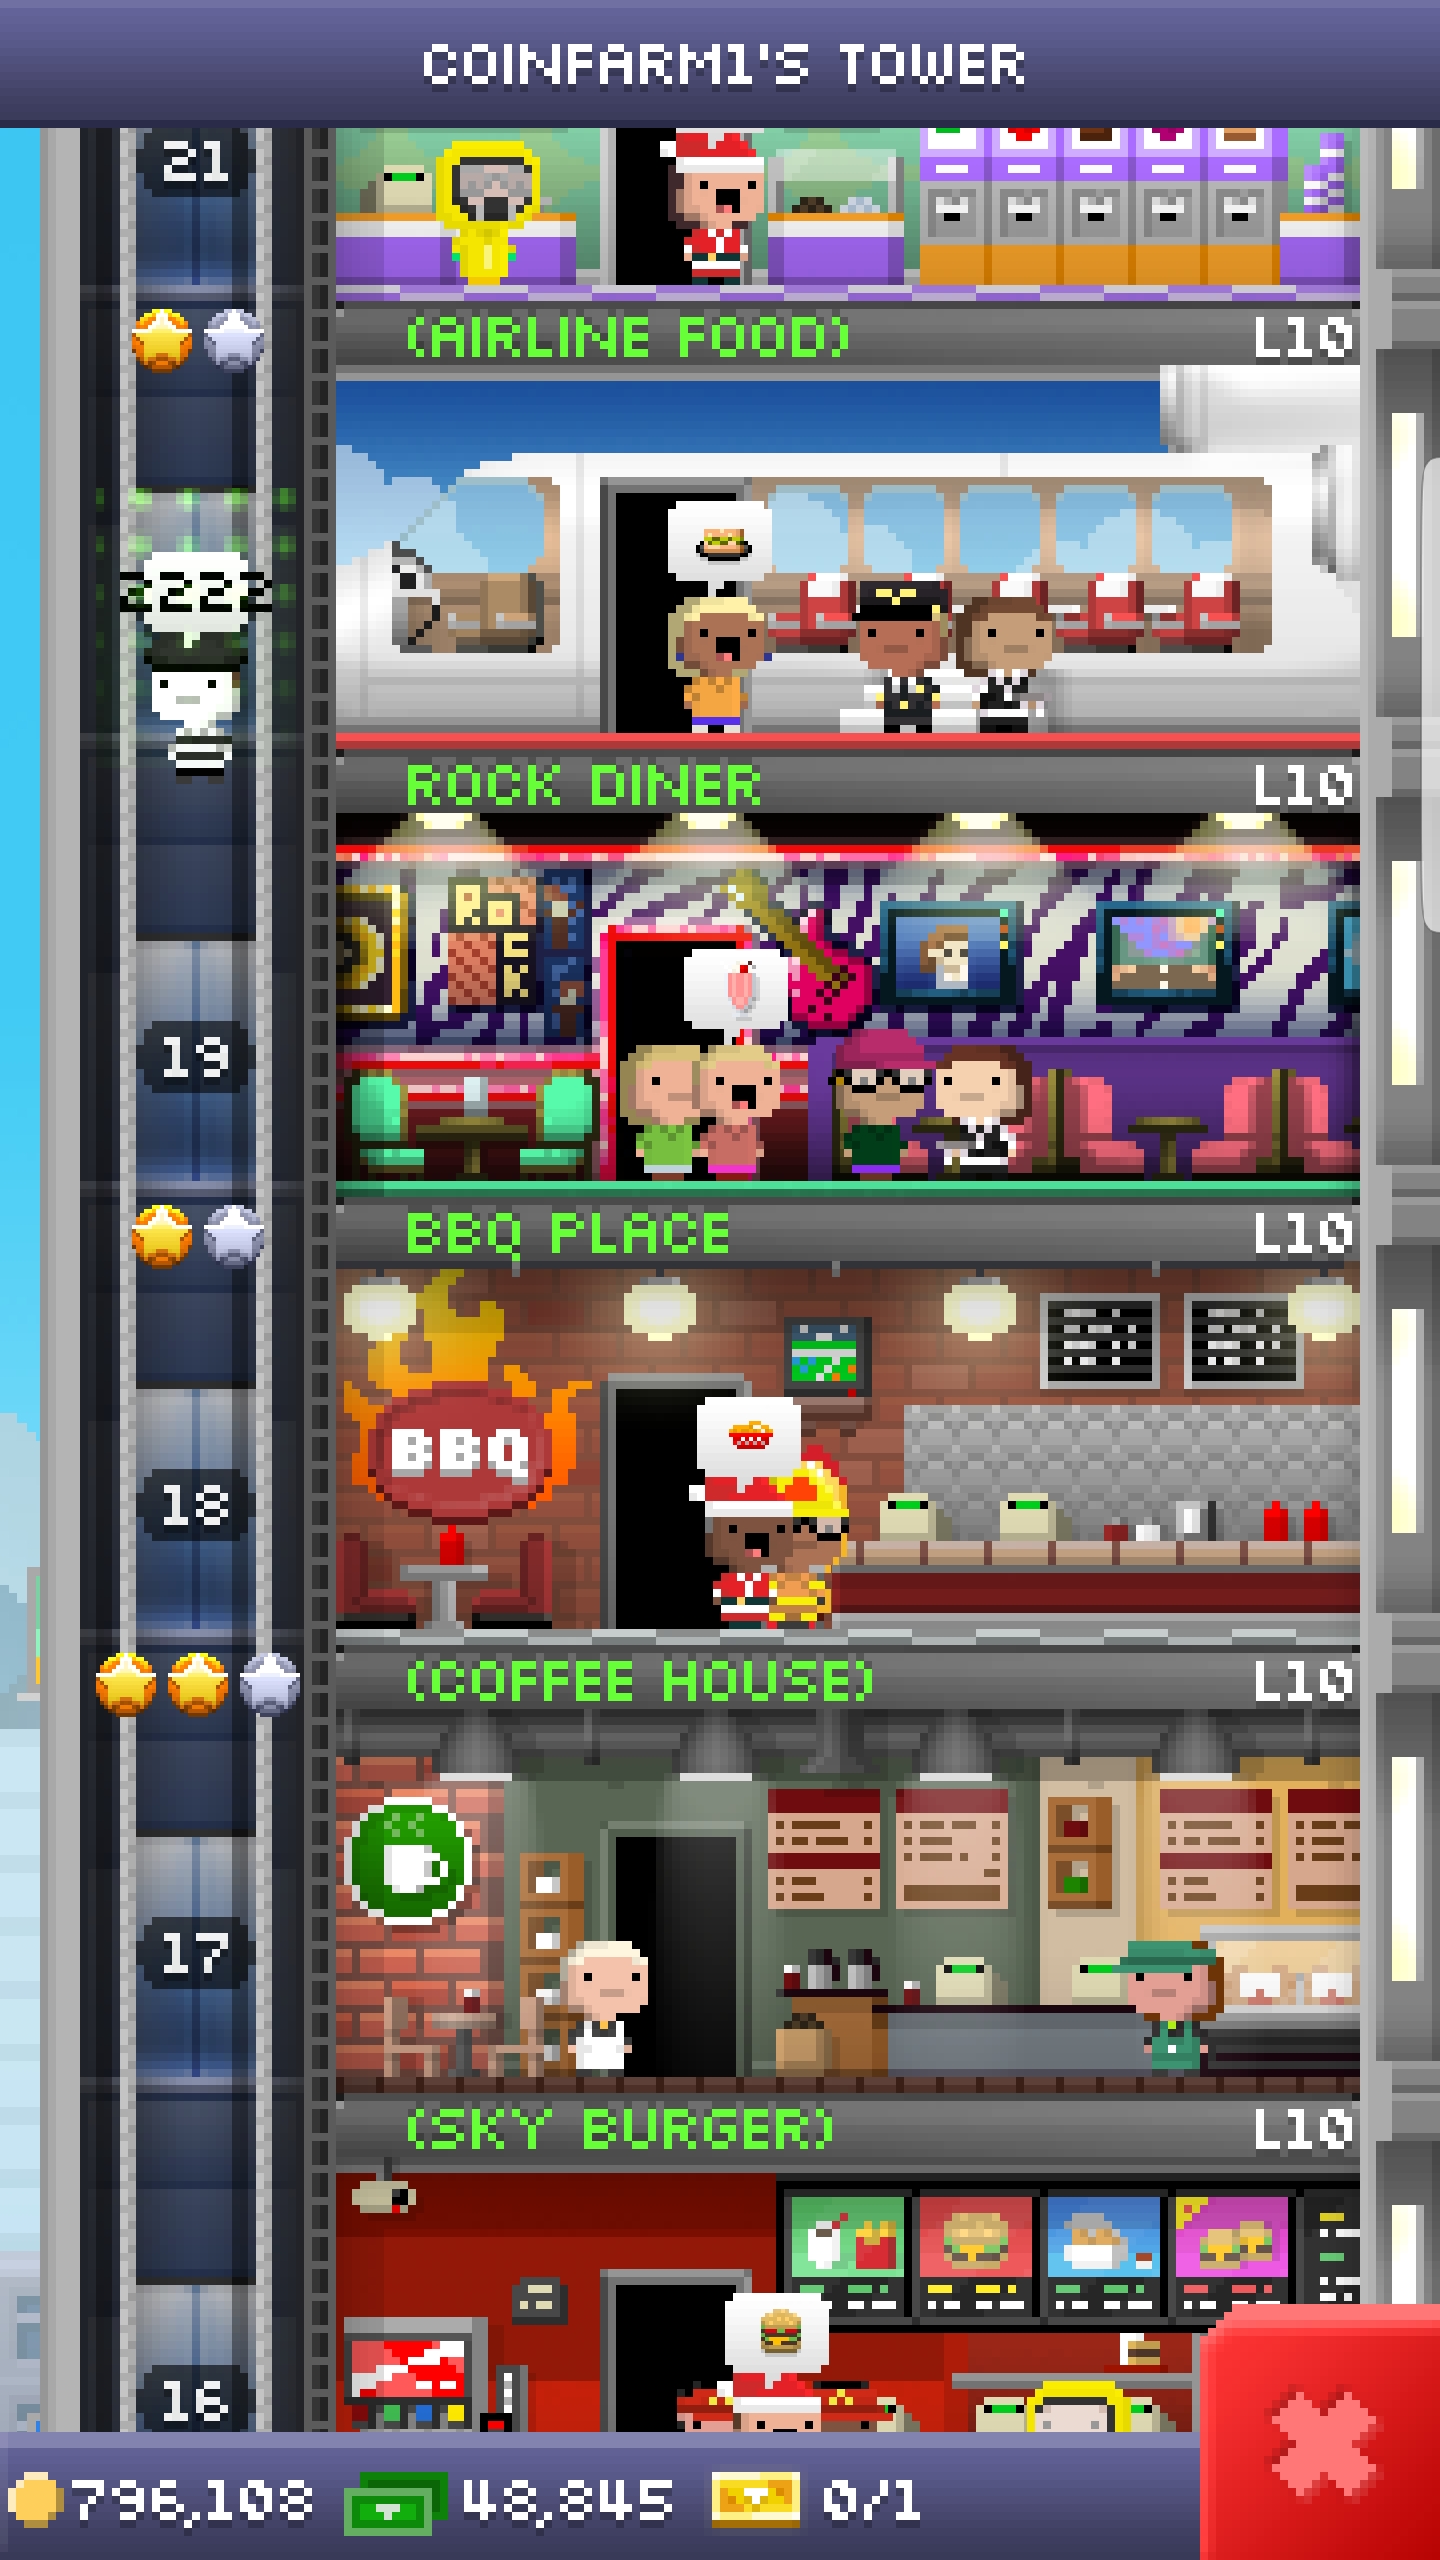 COINFARM1'S TOWER
21
(AIRLINE FOOD) L10
ROCK DINER L10
ROCK
19
BBQ PLACE L10
BBQ
18
(COFFEE HOUSE) L10
17
(SKY BURGER) L10
16
796,108 48,845 0/1